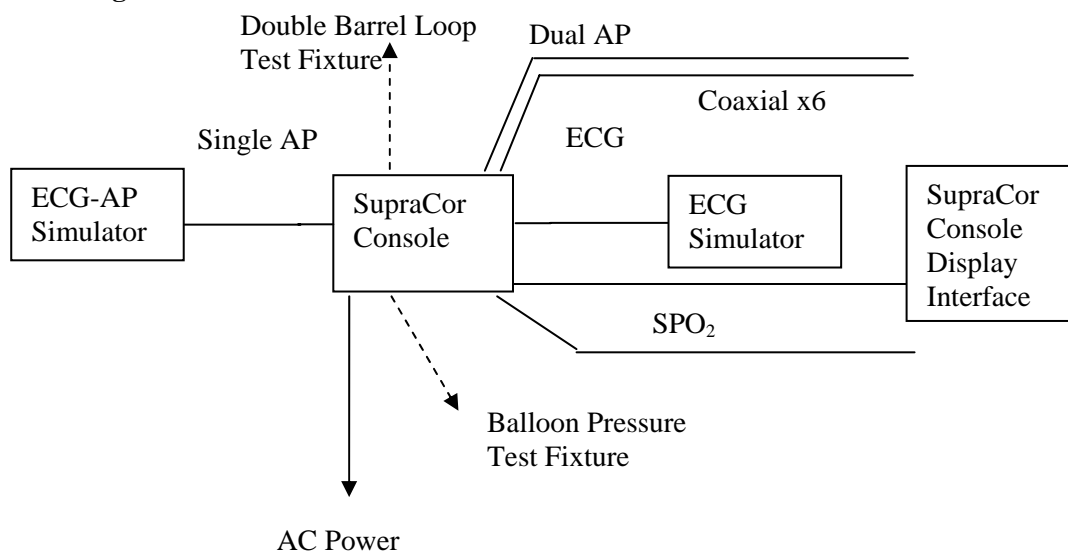 Double Barrel Loop
Test Fixture
Dual AP
Coaxial x6
Single AP
ECG
ECG-AP
Simulator
SupraCor
Console
ECG
Simulator
SupraCor
Console
Display
Interface
SPO₂
Balloon Pressure
Test Fixture
AC Power